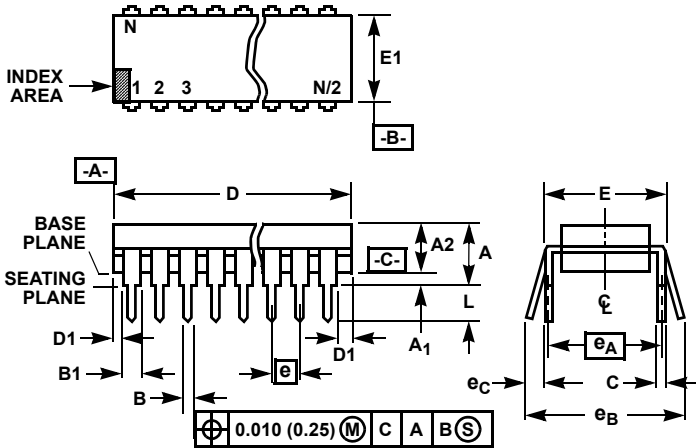 N
E1
INDEX
AREA
1 2 3 N/2
-B-
-A-
D
E
BASE
PLANE
A2
A
-C-
SEATING
PLANE
L
C
L
D1
D1
A1
eA
B1
e
eC
C
B
eB
0.010 (0.25) M C A B S